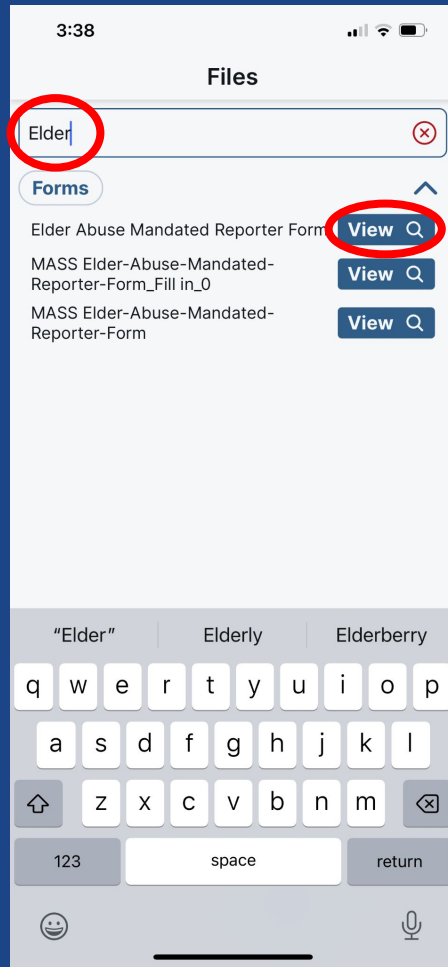 3:38
Files
Elder
Forms
Elder Abuse Mandated Reporter Form
View
MASS Elder-Abuse-Mandated-
Reporter-Form_Fill in_0
View
MASS Elder-Abuse-Mandated-
Reporter-Form
View
“Elder” Elderly Elderberry
q w e r t y u i o p
a s d f g h j k l
z x c v b n m
123 space return